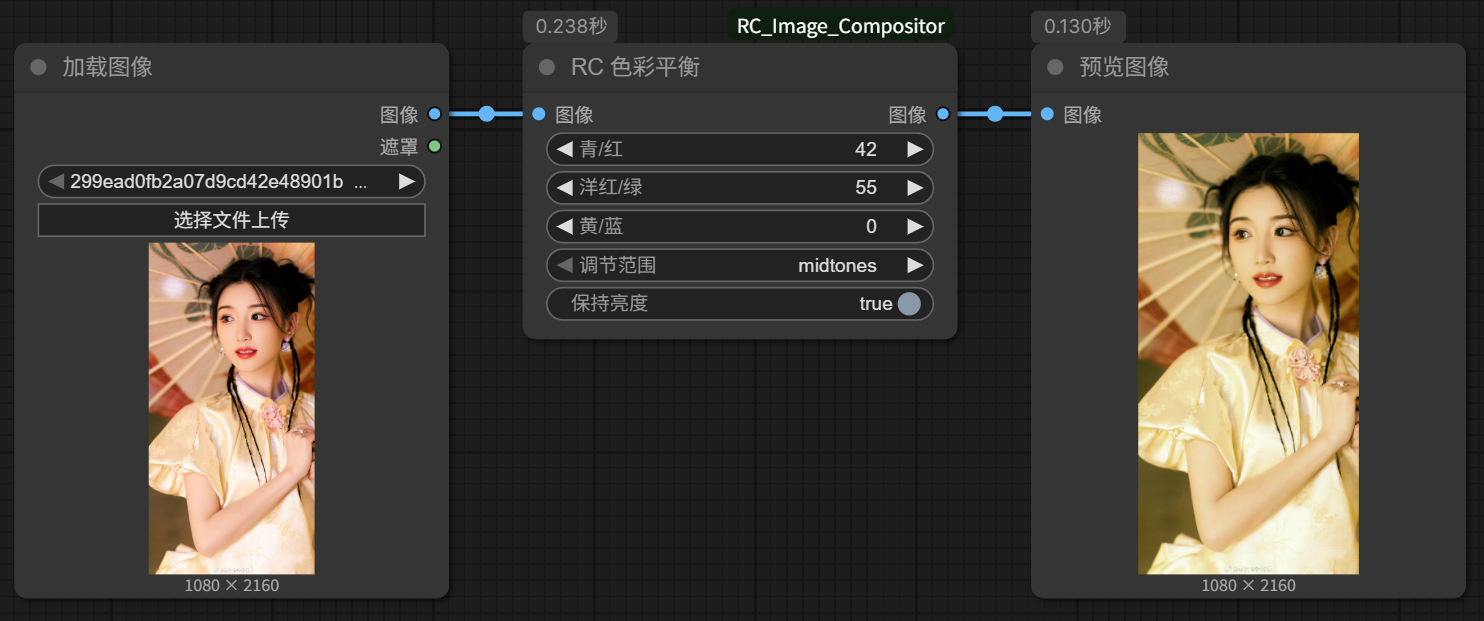 0.238秒
RC_Image_Compositor
0.130秒
加载图像
RC 色彩平衡
预览图像
图像
图像
图像
图像
遮罩
299ead0fb2a07d9cd42e48901b ...
选择文件上传
青/红 42
洋红/绿 55
黄/蓝 0
调节范围 midtones
保持亮度 true
1080 × 2160
1080 × 2160